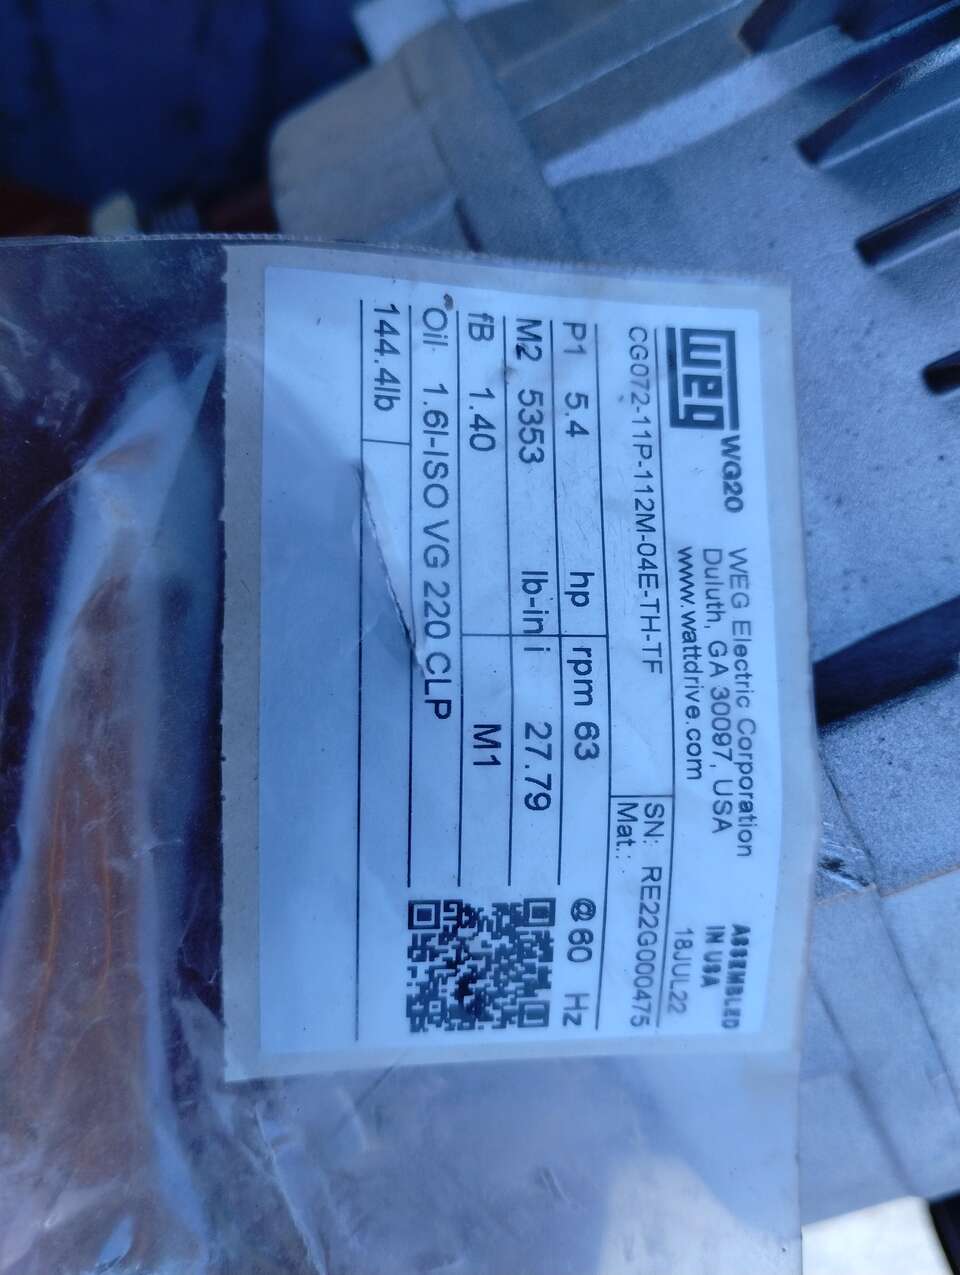 WEG WG20 WEG Electric Corporation ASSEMBLED
Duluth, GA 30097, USA IN USA
www.wattdrive.com 18JUL22
CG072-11P-112M-04E-TH-TF SN: RE22G000475
Mat.:
P1 5.4 hp rpm 63 @60 Hz
M2 5353 lb-in i 27.79
fB 1.40 M1
Oil 1.6l-ISO VG 220 CLP
144.4lb